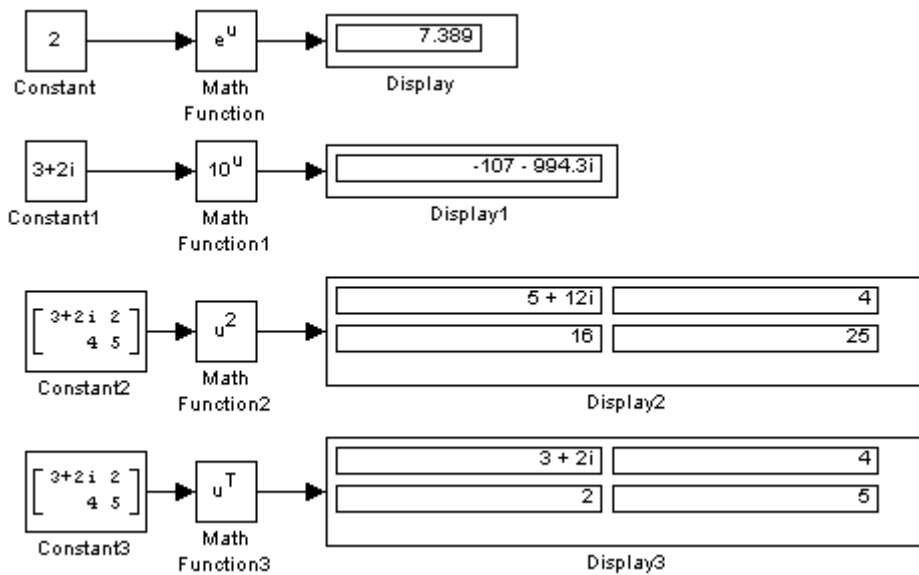 2
e^u
7.389
Constant
Math
Function
Display
3+2i
10^u
-107 - 994.3i
Constant1
Math
Function1
Display1
3+2i 2
4 5
u^2
5 + 12i 4
16 25
Constant2
Math
Function2
Display2
3+2i 2
4 5
u^T
3 + 2i 4
2 5
Constant3
Math
Function3
Display3